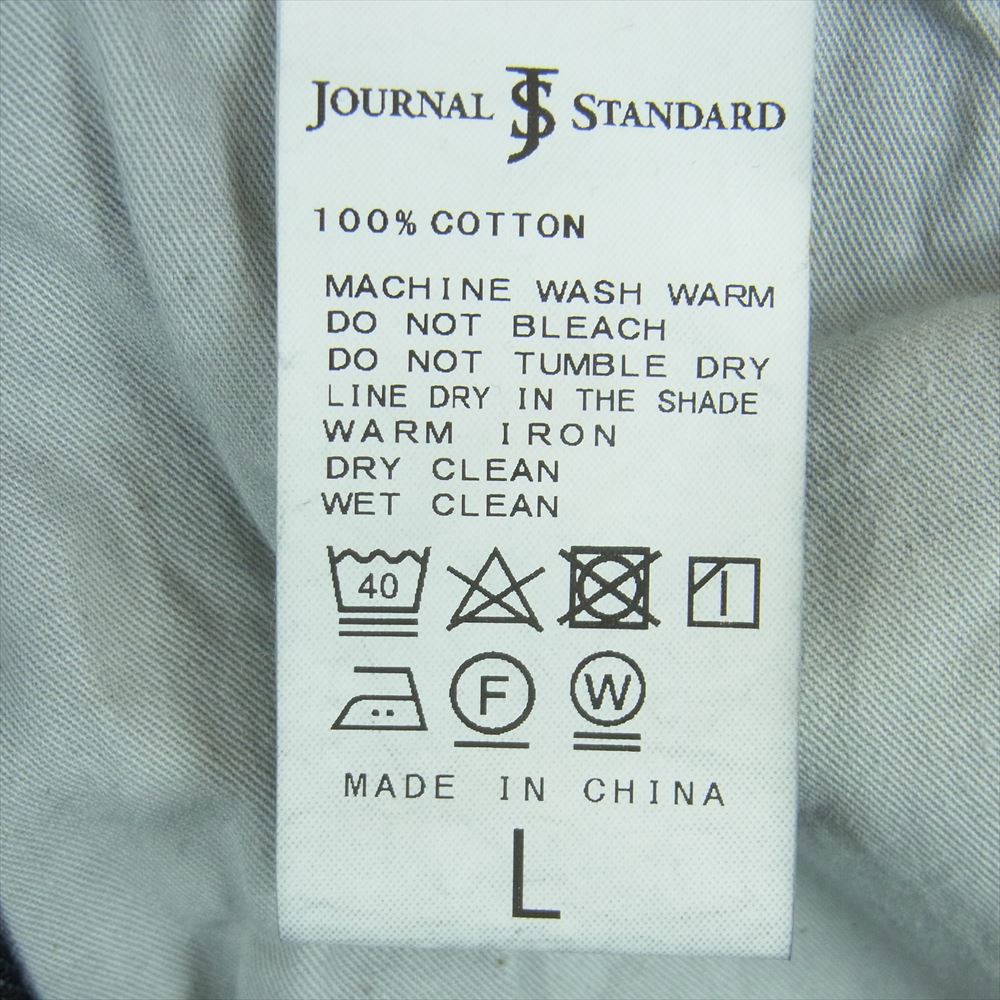 JOURNAL JS STANDARD
100% COTTON
MACHINE WASH WARM
DO NOT BLEACH
DO NOT TUMBLE DRY
LINE DRY IN THE SHADE
WARM IRON
DRY CLEAN
WET CLEAN
40
F W
MADE IN CHINA
L